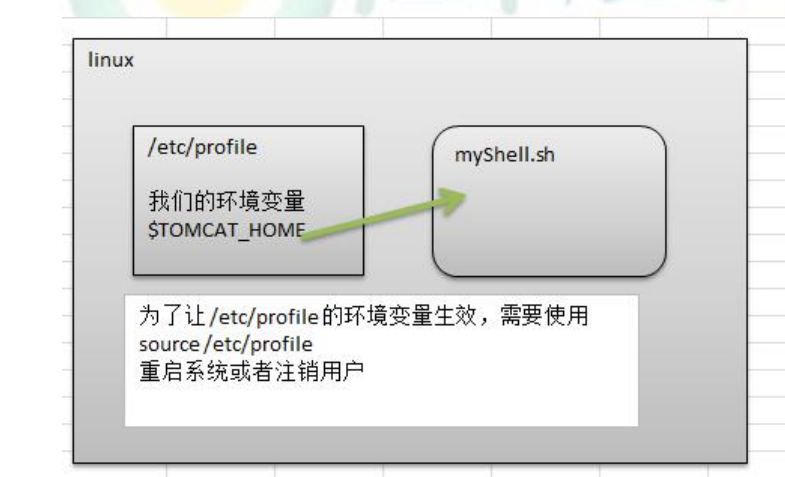 linux
/etc/profile
myShell.sh
我们的环境变量
$TOMCAT_HOME
为了让/etc/profile的环境变量生效，需要使用
source /etc/profile
重启系统或者注销用户